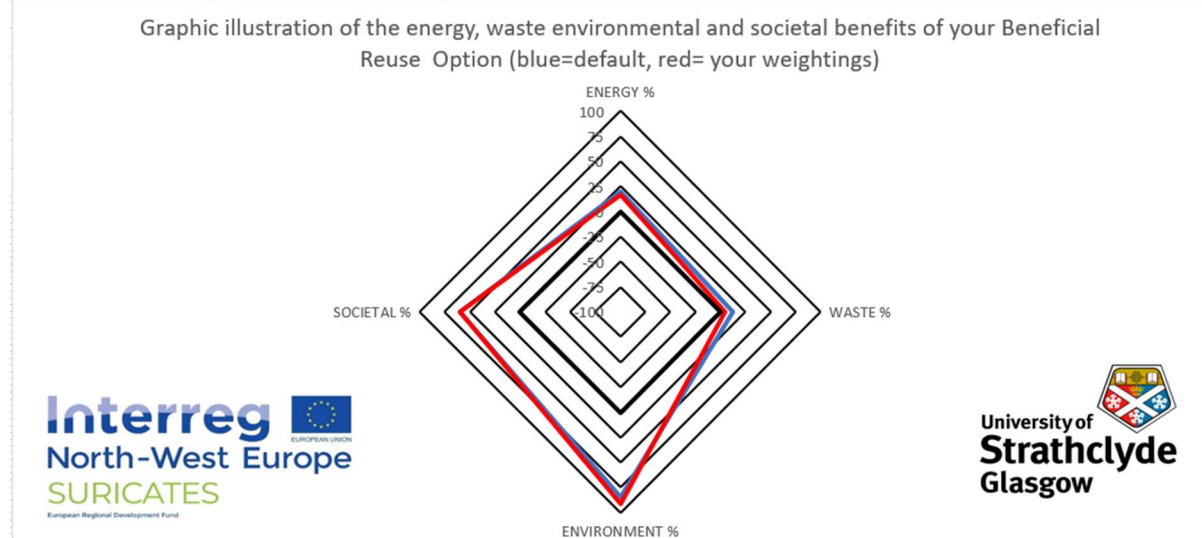 Graphic illustration of the energy, waste environmental and societal benefits of your Beneficial
Reuse Option (blue=default, red= your weightings)
ENERGY %
100
75
50
25
0
-25
-50
-75
-100
SOCIETAL %
WASTE %
ENVIRONMENT %
Interreg
EUROPEAN UNION
North-West Europe
SURICATES
European Regional Development Fund
University of
Strathclyde
Glasgow